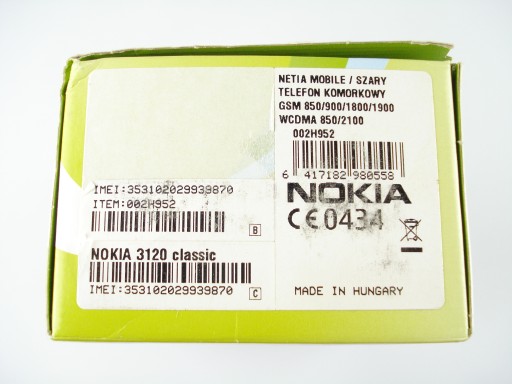 NETIA MOBILE / SZARY
TELEFON KOMORKOWY
GSM 850/900/1800/1900
WCDMA 850/2100
002H952
6 417182 980558
NOKIA
CE0434
MADE IN HUNGARY
IMEI:353102029939870
ITEM:002H952
B
NOKIA 3120 classic
IMEI:353102029939870
C